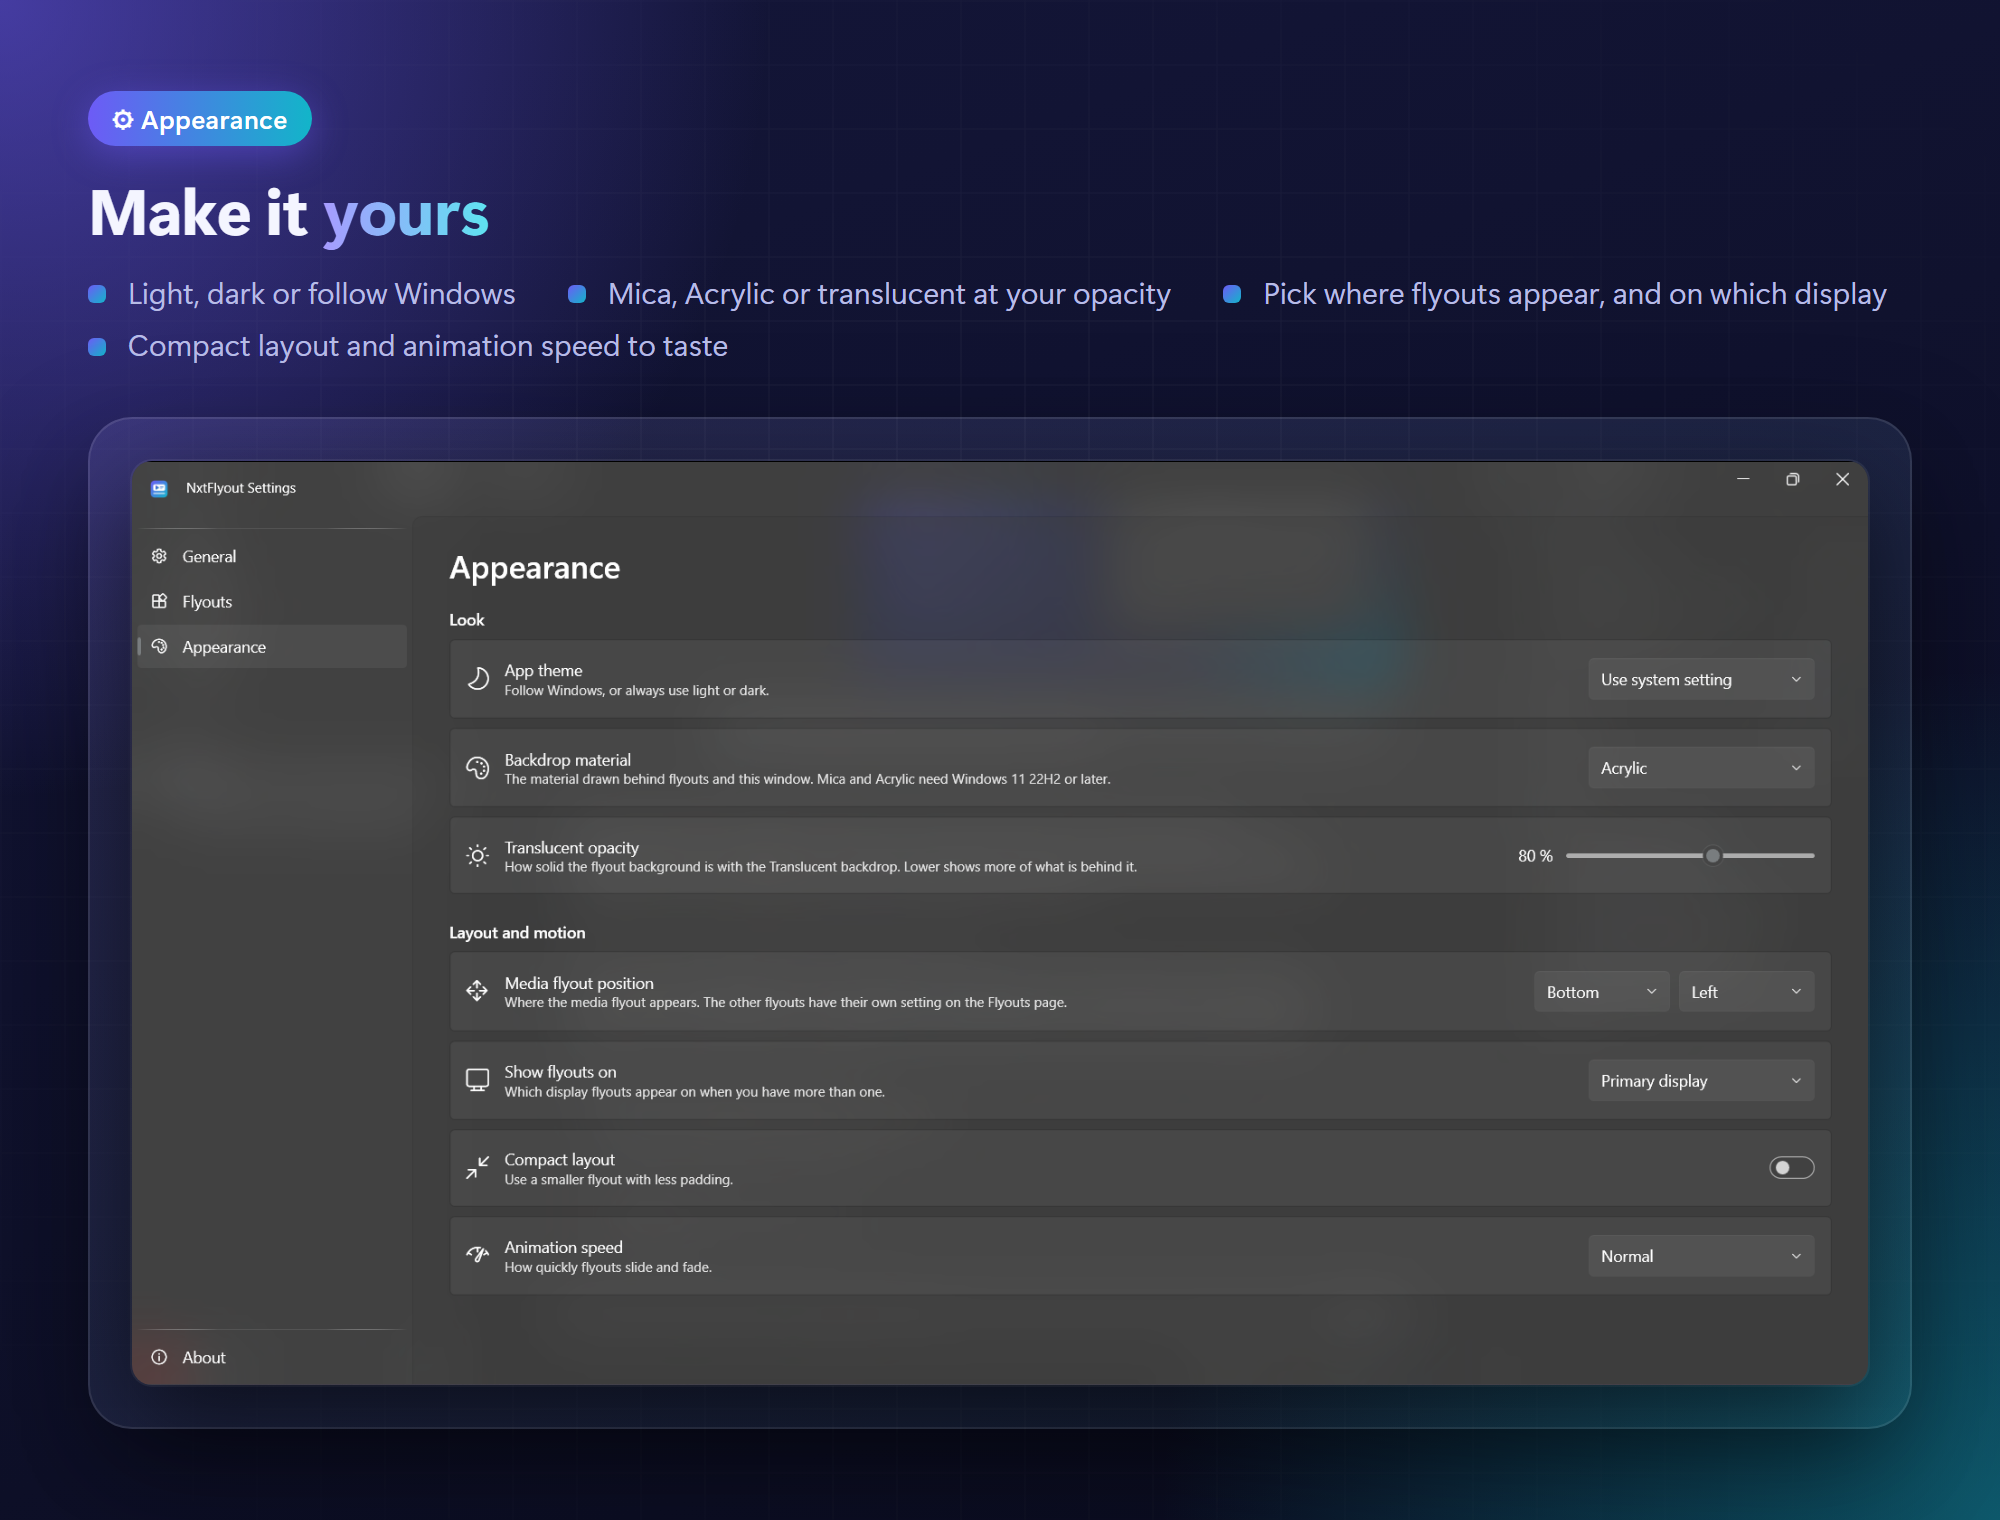 Appearance
Make it yours
Light, dark or follow Windows
Mica, Acrylic or translucent at your opacity
Pick where flyouts appear, and on which display
Compact layout and animation speed to taste
NxtFlyout Settings
General
Flyouts
Appearance
About
Appearance
Look
App theme
Follow Windows, or always use light or dark.
Use system setting
Backdrop material
The material drawn behind flyouts and this window. Mica and Acrylic need Windows 11 22H2 or later.
Acrylic
Translucent opacity
How solid the flyout background is with the Translucent backdrop. Lower shows more of what is behind it.
80 %
Layout and motion
Media flyout position
Where the media flyout appears. The other flyouts have their own setting on the Flyouts page.
Bottom
Left
Show flyouts on
Which display flyouts appear on when you have more than one.
Primary display
Compact layout
Use a smaller flyout with less padding.
Animation speed
How quickly flyouts slide and fade.
Normal